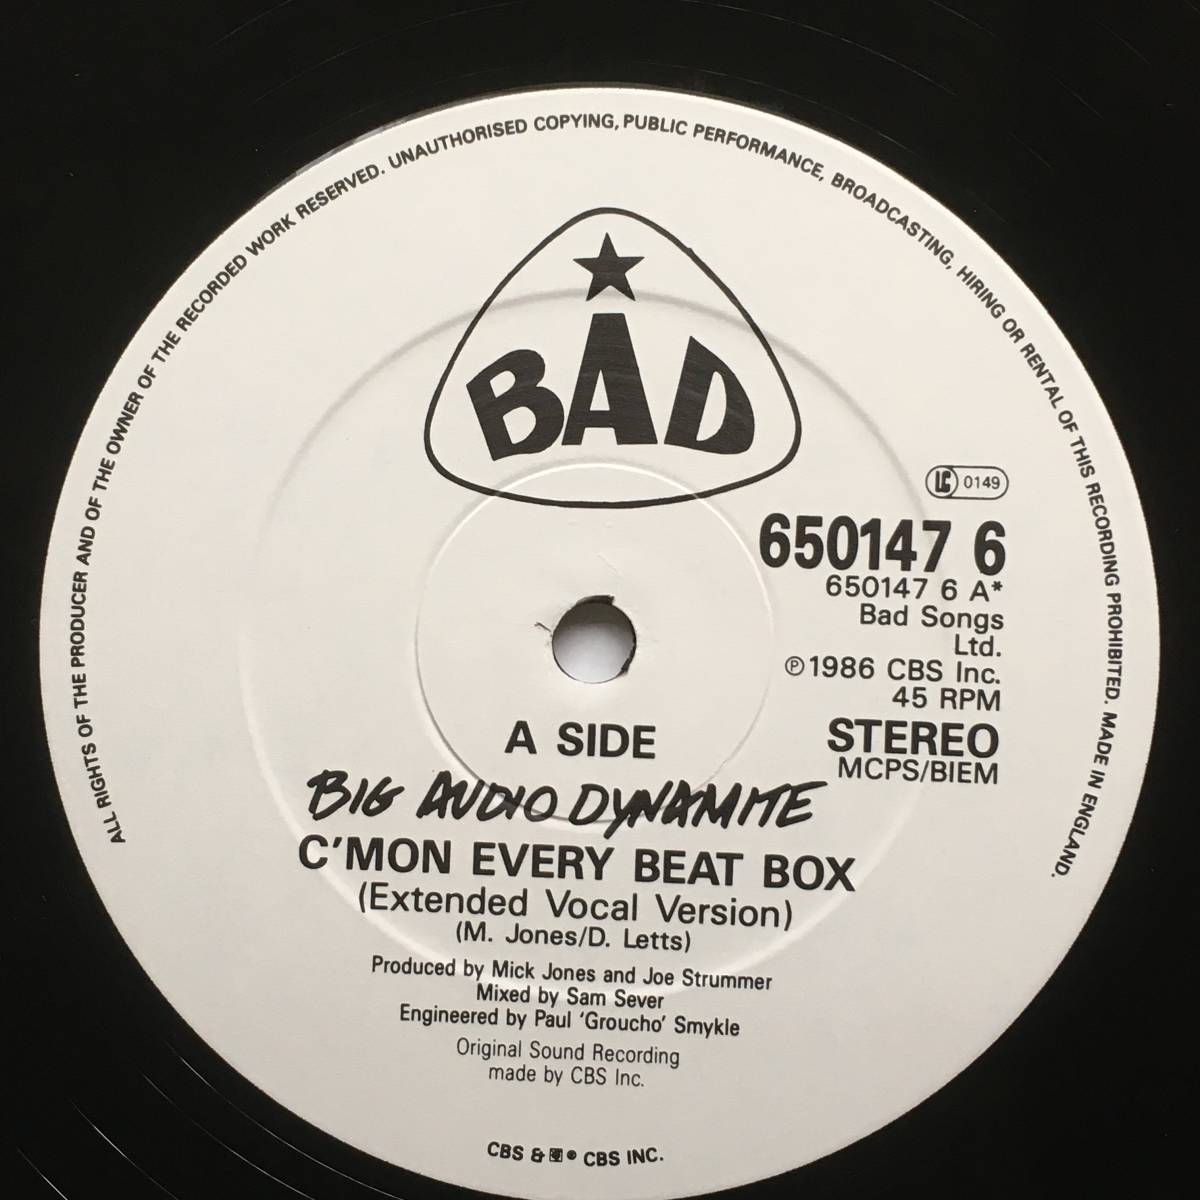 ALL RIGHTS OF THE PRODUCER AND OF THE OWNER OF THE RECORDED WORK RESERVED. UNAUTHORISED COPYING, PUBLIC PERFORMANCE, BROADCASTING, HIRING OR RENTAL OF THIS RECORDING PROHIBITED. MADE IN ENGLAND.
BAD
LC 0149
650147 6
650147 6 A*
Bad Songs
Ltd.
℗1986 CBS Inc.
45 RPM
A SIDE
STEREO
MCPS/BIEM
BIG AUDIO DYNAMITE
C'MON EVERY BEAT BOX
(Extended Vocal Version)
(M. Jones/D. Letts)
Produced by Mick Jones and Joe Strummer
Mixed by Sam Sever
Engineered by Paul 'Groucho' Smykle
Original Sound Recording
made by CBS Inc.
CBS & ® CBS INC.